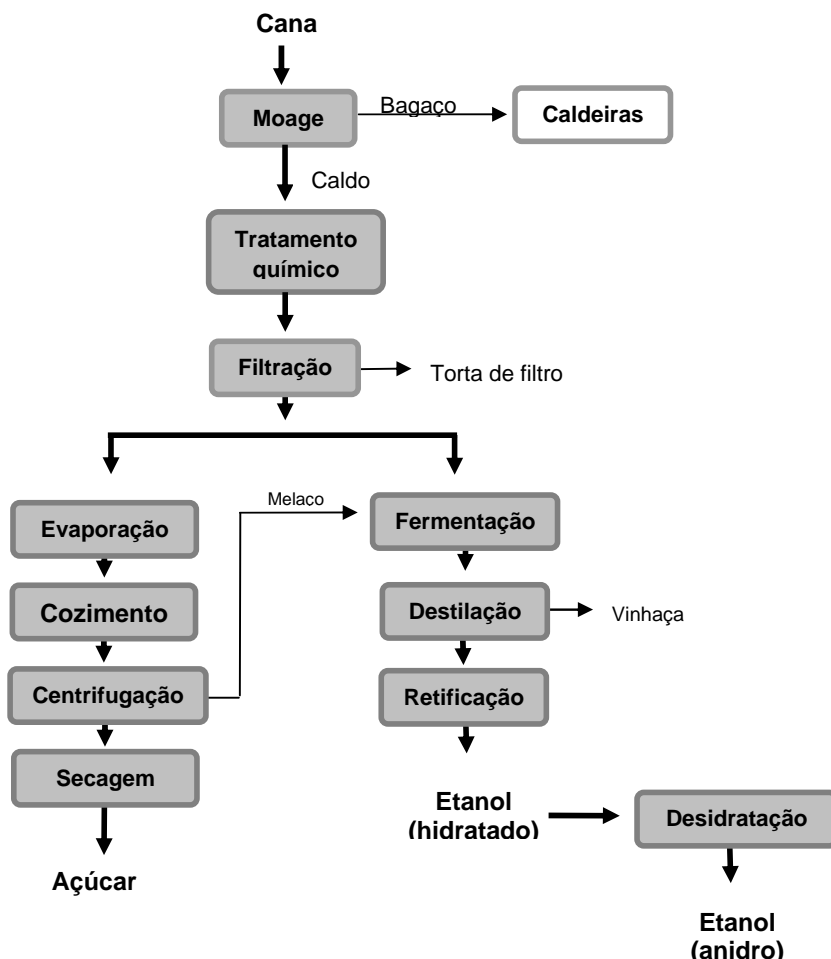 Cana
Moage
Bagaço
Caldeiras
Caldo
Tratamento
químico
Filtração
Torta de filtro
Melaço
Evaporação
Fermentação
Cozimento
Destilação
Vinhaça
Centrifugação
Retificação
Secagem
Etanol
(hidratado)
Desidratação
Açúcar
Etanol
(anidro)